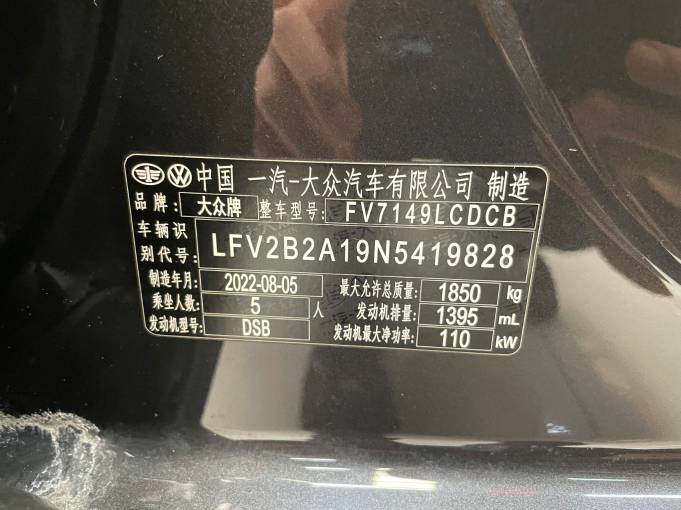 中国 一汽-大众汽车有限公司 制造
品牌: 大众牌 整车型号: FV7149LCDCB
车辆识别代号: LFV2B2A19N5419828
制造年月: 2022-08-05 最大允许总质量: 1850 kg
乘坐人数: 5 人 发动机排量: 1395 mL
发动机型号: DSB 发动机最大净功率: 110 kW